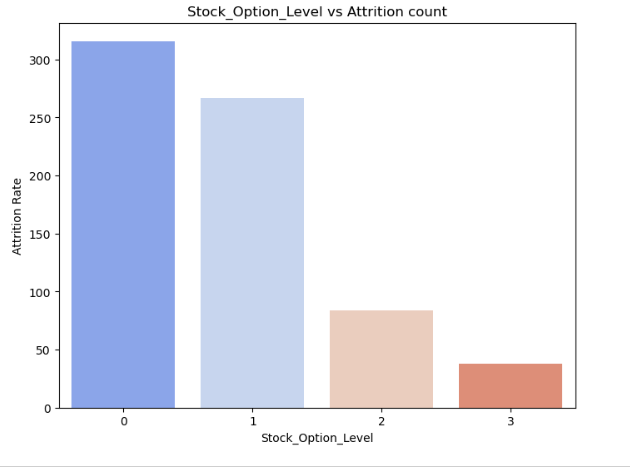 Stock_Option_Level vs Attrition count
Attrition Rate
300
250
200
150
100
50
0
0 1 2 3
Stock_Option_Level